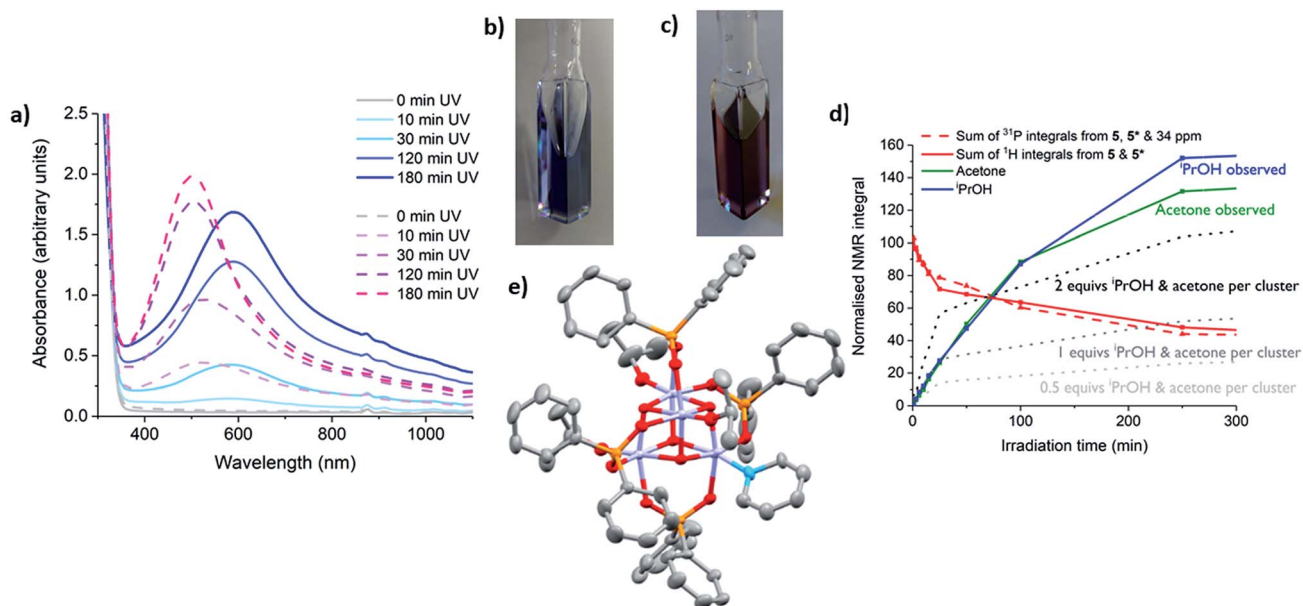 a)
Absorbance (arbitrary units)
2.5
2.0
1.5
1.0
0.5
0.0
400 600 800 1000
Wavelength (nm)
0 min UV
10 min UV
30 min UV
120 min UV
180 min UV
0 min UV
10 min UV
30 min UV
120 min UV
180 min UV
b)
c)
e)
d)
Normalised NMR integral
160
140
120
100
80
60
40
20
0
0 100 200 300
Irradiation time (min)
Sum of ³¹P integrals from 5, 5* & 34 ppm
Sum of ¹H integrals from 5 & 5*
Acetone
ⁱPrOH
ⁱPrOH observed
Acetone observed
2 equivs ⁱPrOH & acetone per cluster
1 equivs ⁱPrOH & acetone per cluster
0.5 equivs ⁱPrOH & acetone per cluster